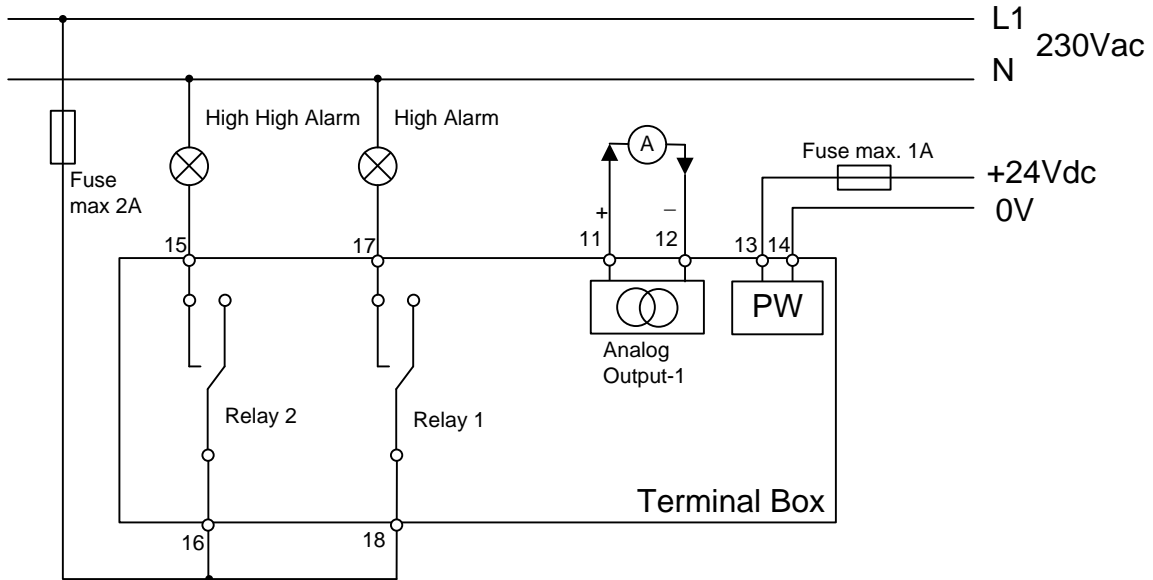 L1
230Vac
N
High High Alarm
High Alarm
A
Fuse max. 1A
+24Vdc
0V
Fuse
max 2A
+
–
15
17
11
12
13
14
PW
Analog
Output-1
Relay 2
Relay 1
Terminal Box
16
18